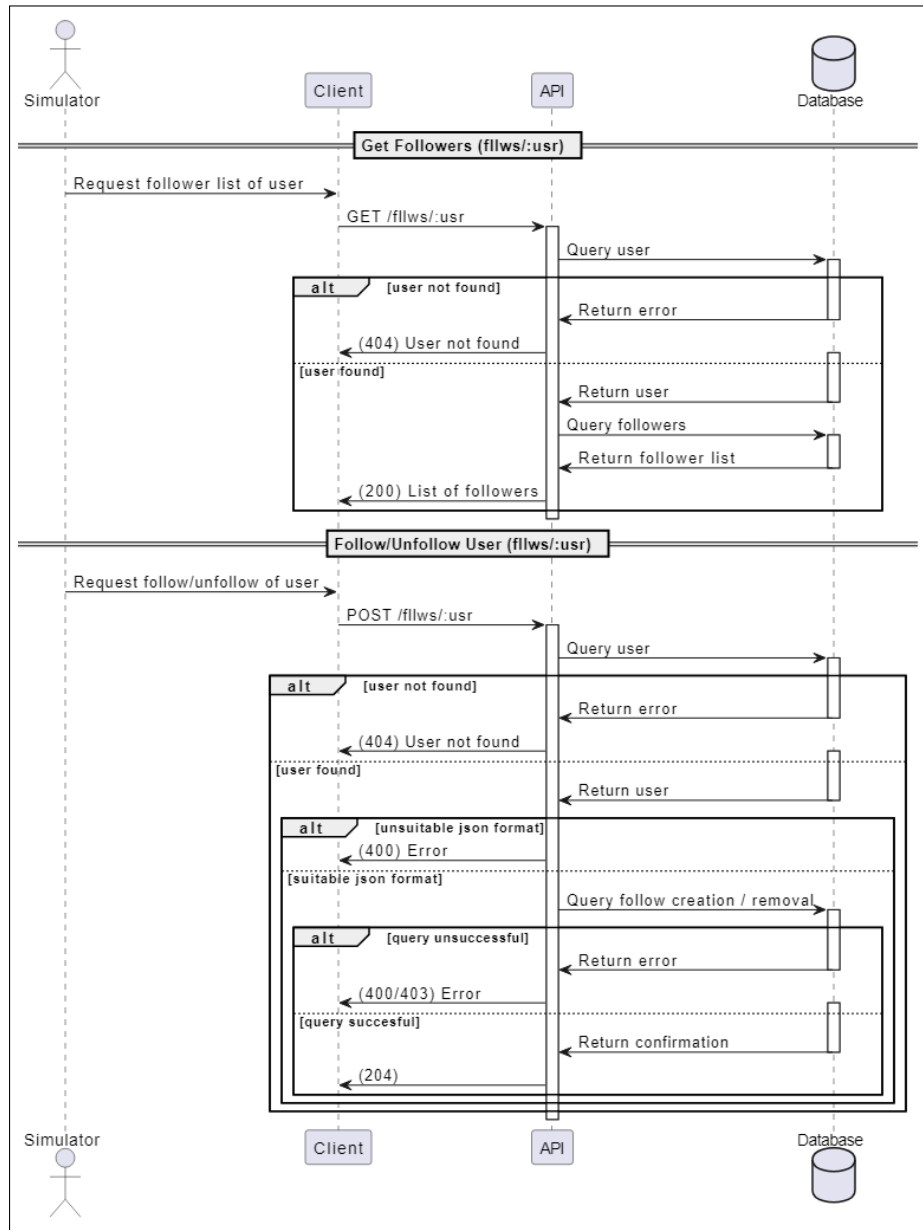 Simulator
Client
API
Database
Get Followers (fllws/:usr)
Request follower list of user
GET /fllws/:usr
Query user
alt [user not found]
Return error
(404) User not found
[user found]
Return user
Query followers
Return follower list
(200) List of followers
Follow/Unfollow User (fllws/:usr)
Request follow/unfollow of user
POST /fllws/:usr
Query user
alt [user not found]
Return error
(404) User not found
[user found]
Return user
alt [unsuitable json format]
(400) Error
[suitable json format]
Query follow creation / removal
alt [query unsuccessful]
Return error
(400/403) Error
[query succesful]
Return confirmation
(204)
Simulator
Client
API
Database